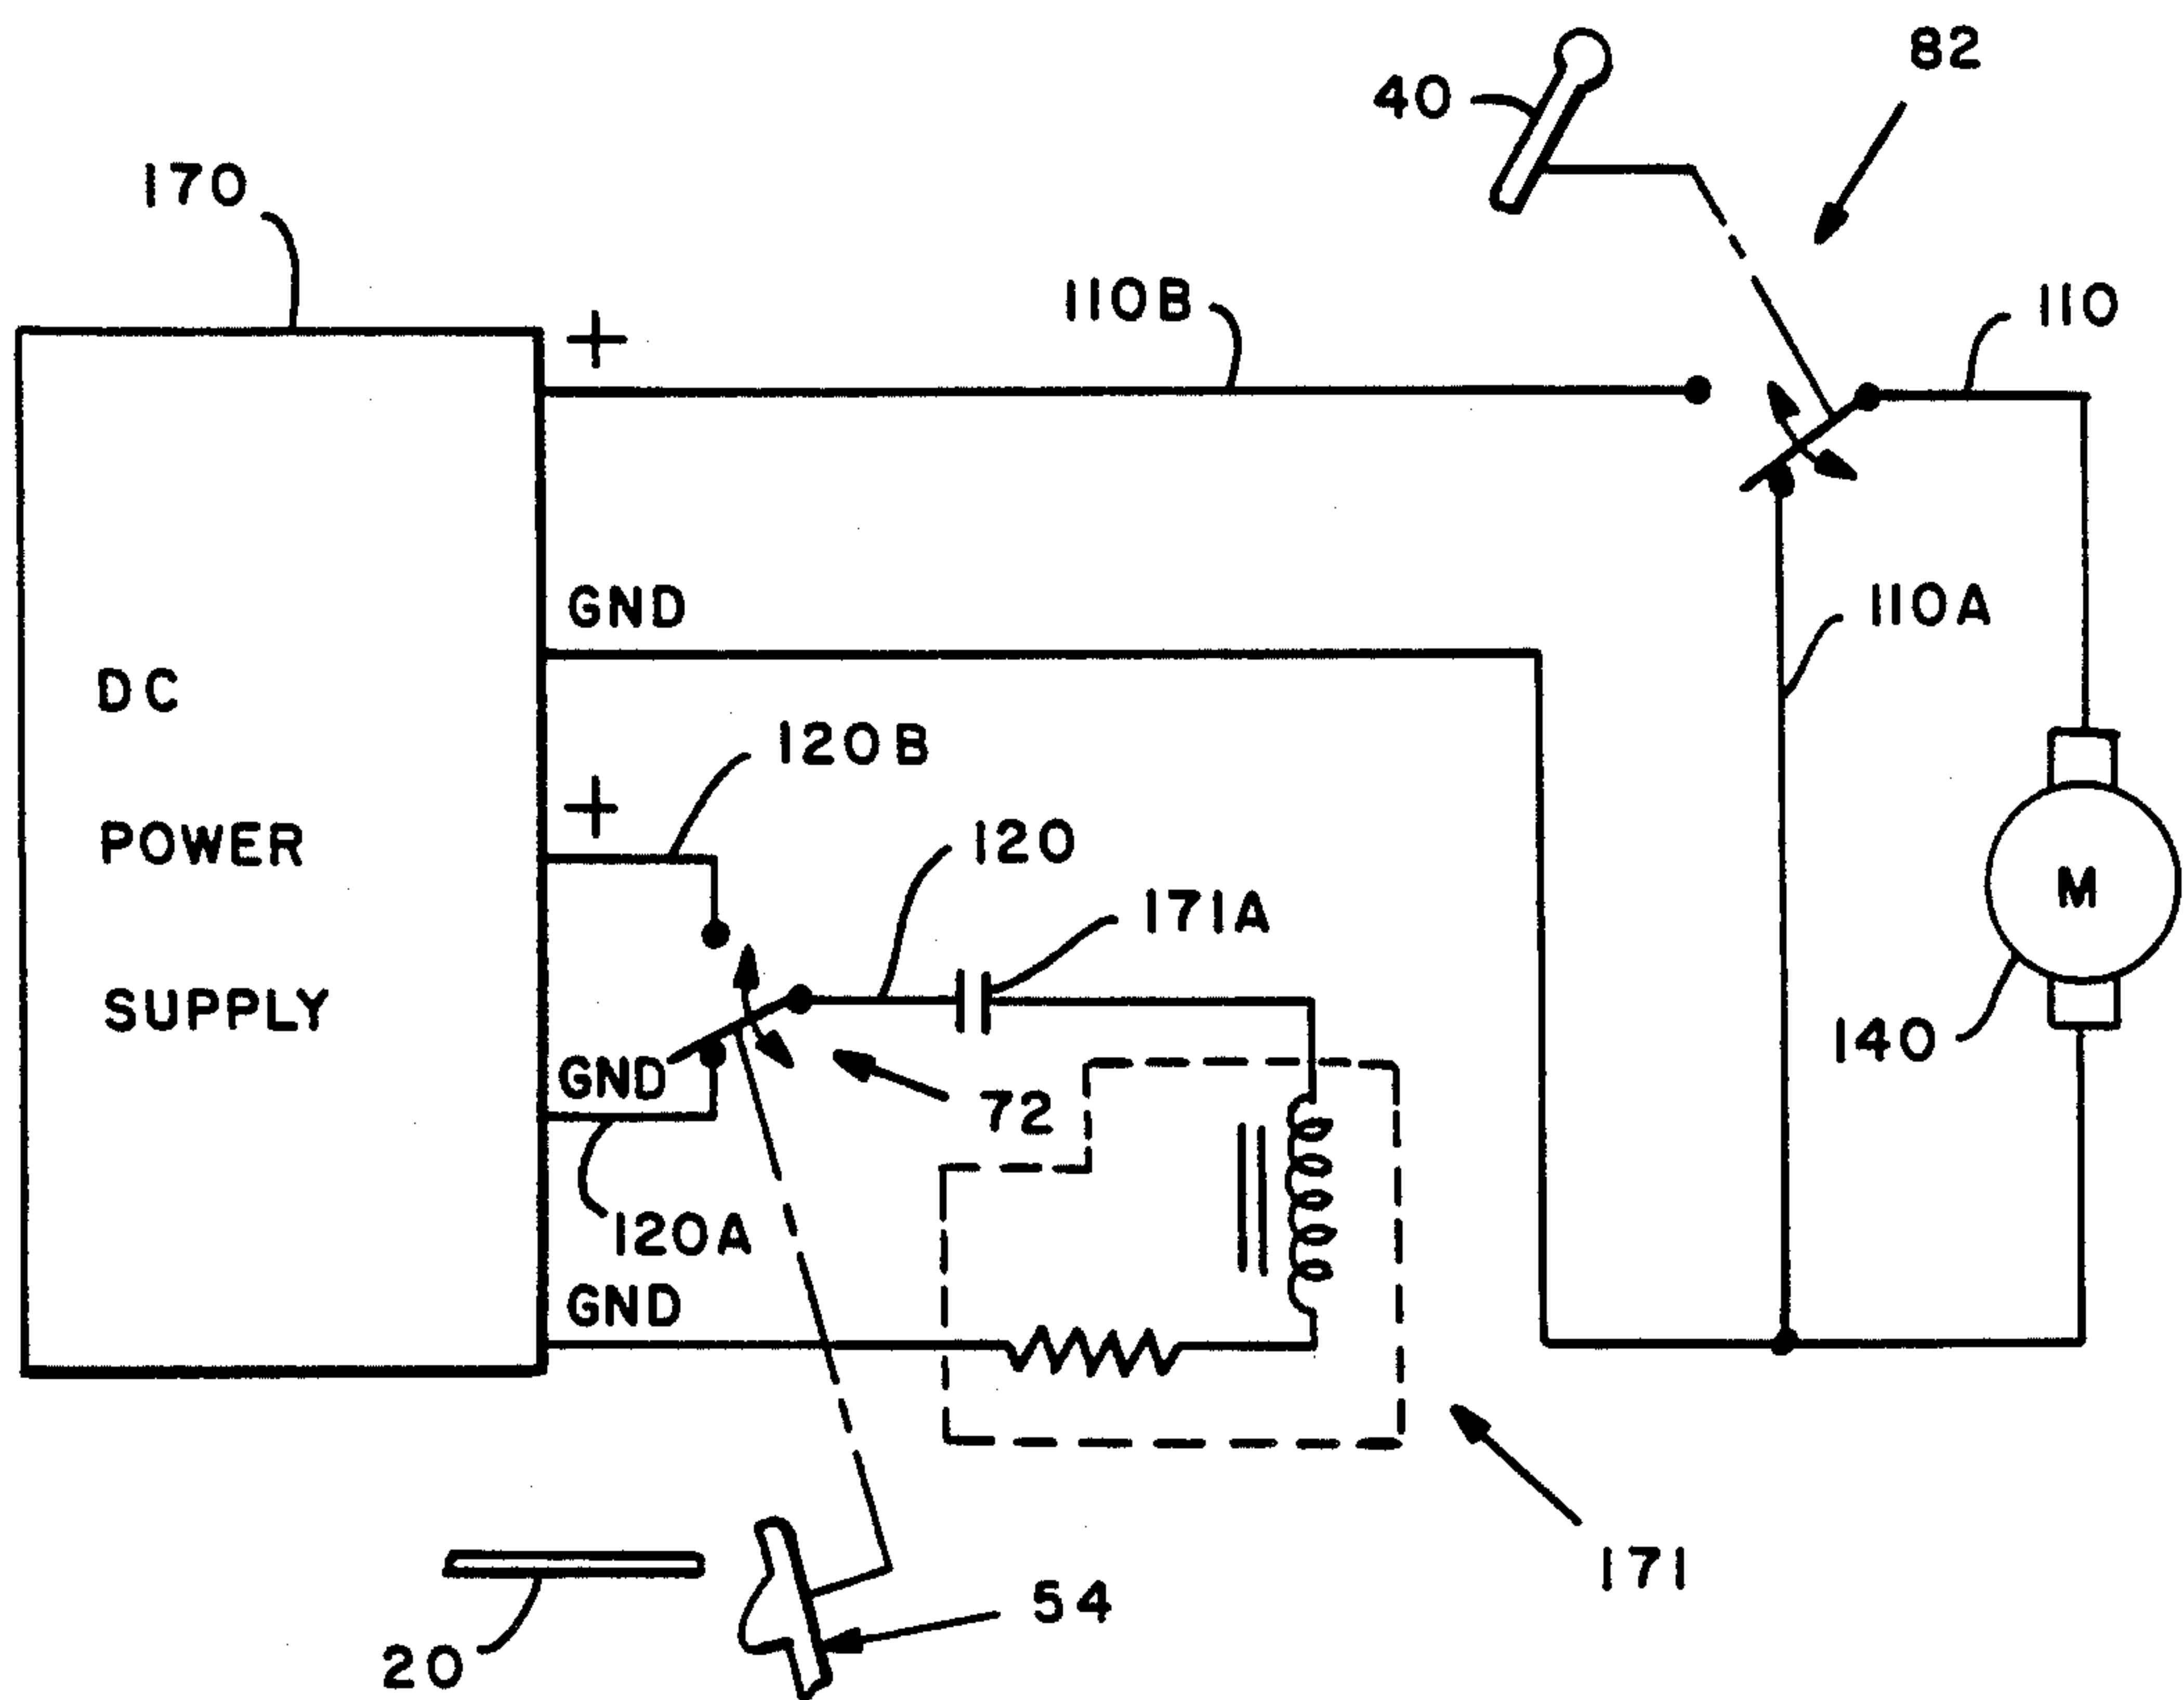 82
40
170
110B
110
+
GND
110A
DC
120B
+
POWER
120
171A
M
SUPPLY
140
GND
72
120A
GND
171
54
20